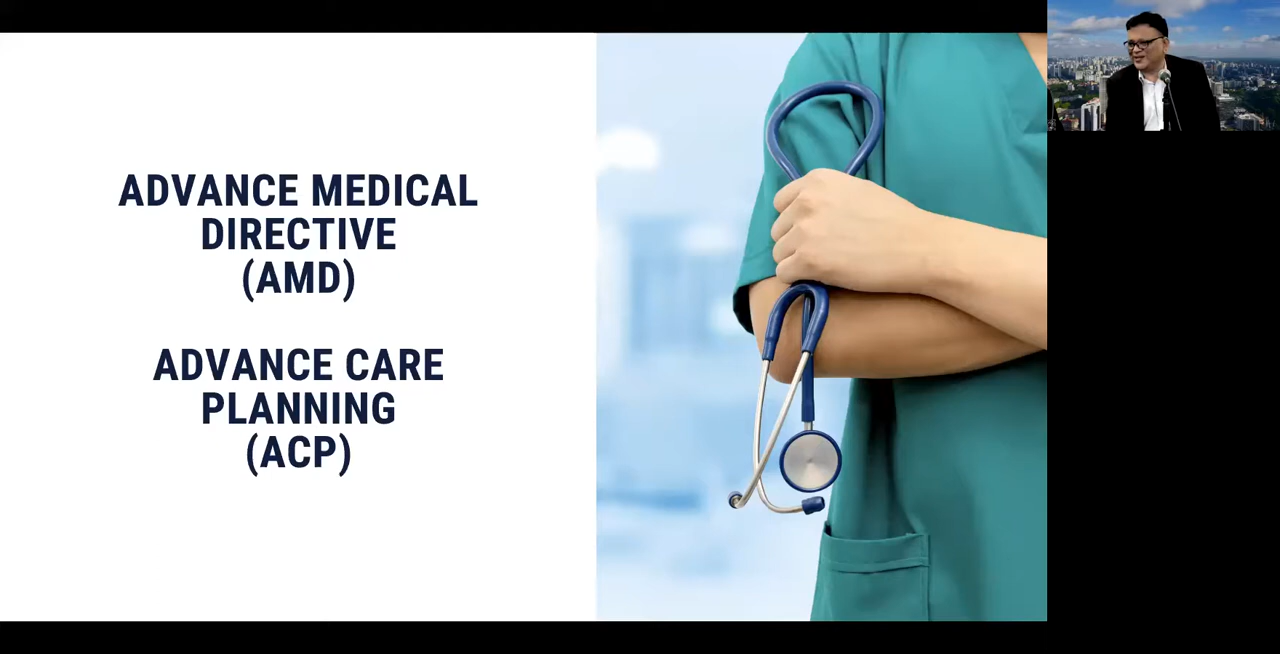 ADVANCE MEDICAL
DIRECTIVE
(AMD)
ADVANCE CARE
PLANNING
(ACP)